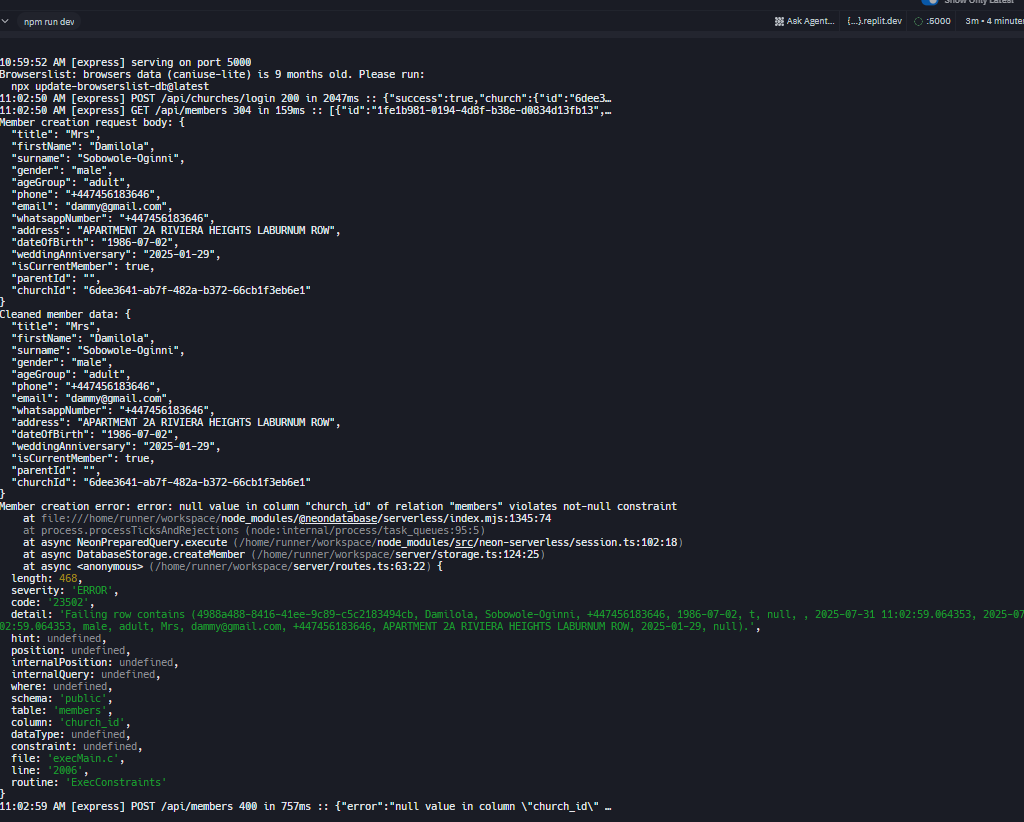 Show Only Latest
npm run dev
Ask Agent...
{...}.replit.dev
:5000
3m • 4 minute
10:59:52 AM [express] serving on port 5000
Browserslist: browsers data (caniuse-lite) is 9 months old. Please run:
  npx update-browserslist-db@latest
11:02:50 AM [express] POST /api/churches/login 200 in 2047ms :: {"success":true,"church":{"id":"6dee3…
11:02:50 AM [express] GET /api/members 304 in 159ms :: [{"id":"1fe1b981-0194-4d8f-b38e-d0834d13fb13",…
Member creation request body: {
  "title": "Mrs",
  "firstName": "Damilola",
  "surname": "Sobowole-Oginni",
  "gender": "male",
  "ageGroup": "adult",
  "phone": "+447456183646",
  "email": "dammy@gmail.com",
  "whatsappNumber": "+447456183646",
  "address": "APARTMENT 2A RIVIERA HEIGHTS LABURNUM ROW",
  "dateOfBirth": "1986-07-02",
  "weddingAnniversary": "2025-01-29",
  "isCurrentMember": true,
  "parentId": "",
  "churchId": "6dee3641-ab7f-482a-b372-66cb1f3eb6e1"
}
Cleaned member data: {
  "title": "Mrs",
  "firstName": "Damilola",
  "surname": "Sobowole-Oginni",
  "gender": "male",
  "ageGroup": "adult",
  "phone": "+447456183646",
  "email": "dammy@gmail.com",
  "whatsappNumber": "+447456183646",
  "address": "APARTMENT 2A RIVIERA HEIGHTS LABURNUM ROW",
  "dateOfBirth": "1986-07-02",
  "weddingAnniversary": "2025-01-29",
  "isCurrentMember": true,
  "parentId": "",
  "churchId": "6dee3641-ab7f-482a-b372-66cb1f3eb6e1"
}
Member creation error: error: null value in column "church_id" of relation "members" violates not-null constraint
    at file:///home/runner/workspace/node_modules/@neondatabase/serverless/index.mjs:1345:74
    at process.processTicksAndRejections (node:internal/process/task_queues:95:5)
    at async NeonPreparedQuery.execute (/home/runner/workspace/node_modules/src/neon-serverless/session.ts:102:18)
    at async DatabaseStorage.createMember (/home/runner/workspace/server/storage.ts:124:25)
    at async <anonymous> (/home/runner/workspace/server/routes.ts:63:22) {
  length: 468,
  severity: 'ERROR',
  code: '23502',
  detail: 'Failing row contains (4988a488-8416-41ee-9c89-c5c2183494cb, Damilola, Sobowole-Oginni, +447456183646, 1986-07-02, t, null, , 2025-07-31 11:02:59.064353, 2025-07
02:59.064353, male, adult, Mrs, dammy@gmail.com, +447456183646, APARTMENT 2A RIVIERA HEIGHTS LABURNUM ROW, 2025-01-29, null).',
  hint: undefined,
  position: undefined,
  internalPosition: undefined,
  internalQuery: undefined,
  where: undefined,
  schema: 'public',
  table: 'members',
  column: 'church_id',
  dataType: undefined,
  constraint: undefined,
  file: 'execMain.c',
  line: '2006',
  routine: 'ExecConstraints'
}
11:02:59 AM [express] POST /api/members 400 in 757ms :: {"error":"null value in column \"church_id\" …